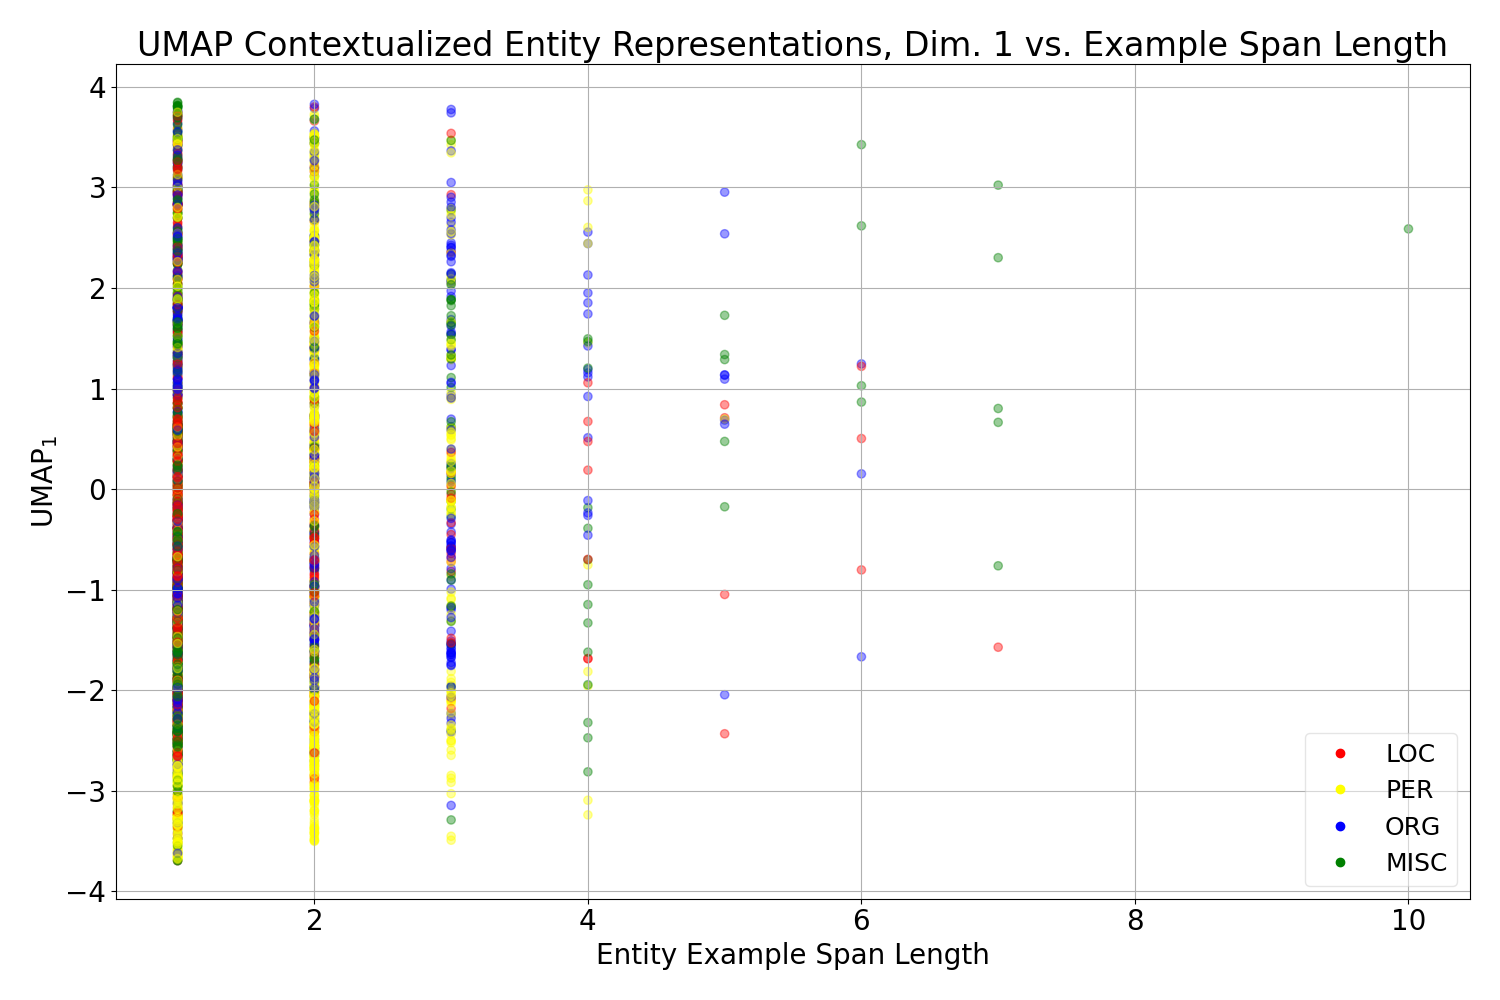 UMAP Contextualized Entity Representations, Dim. 1 vs. Example Span Length
4
3
2
1
0
−1
−2
−3
−4
UMAP₁
2
4
6
8
10
Entity Example Span Length
LOC
PER
ORG
MISC